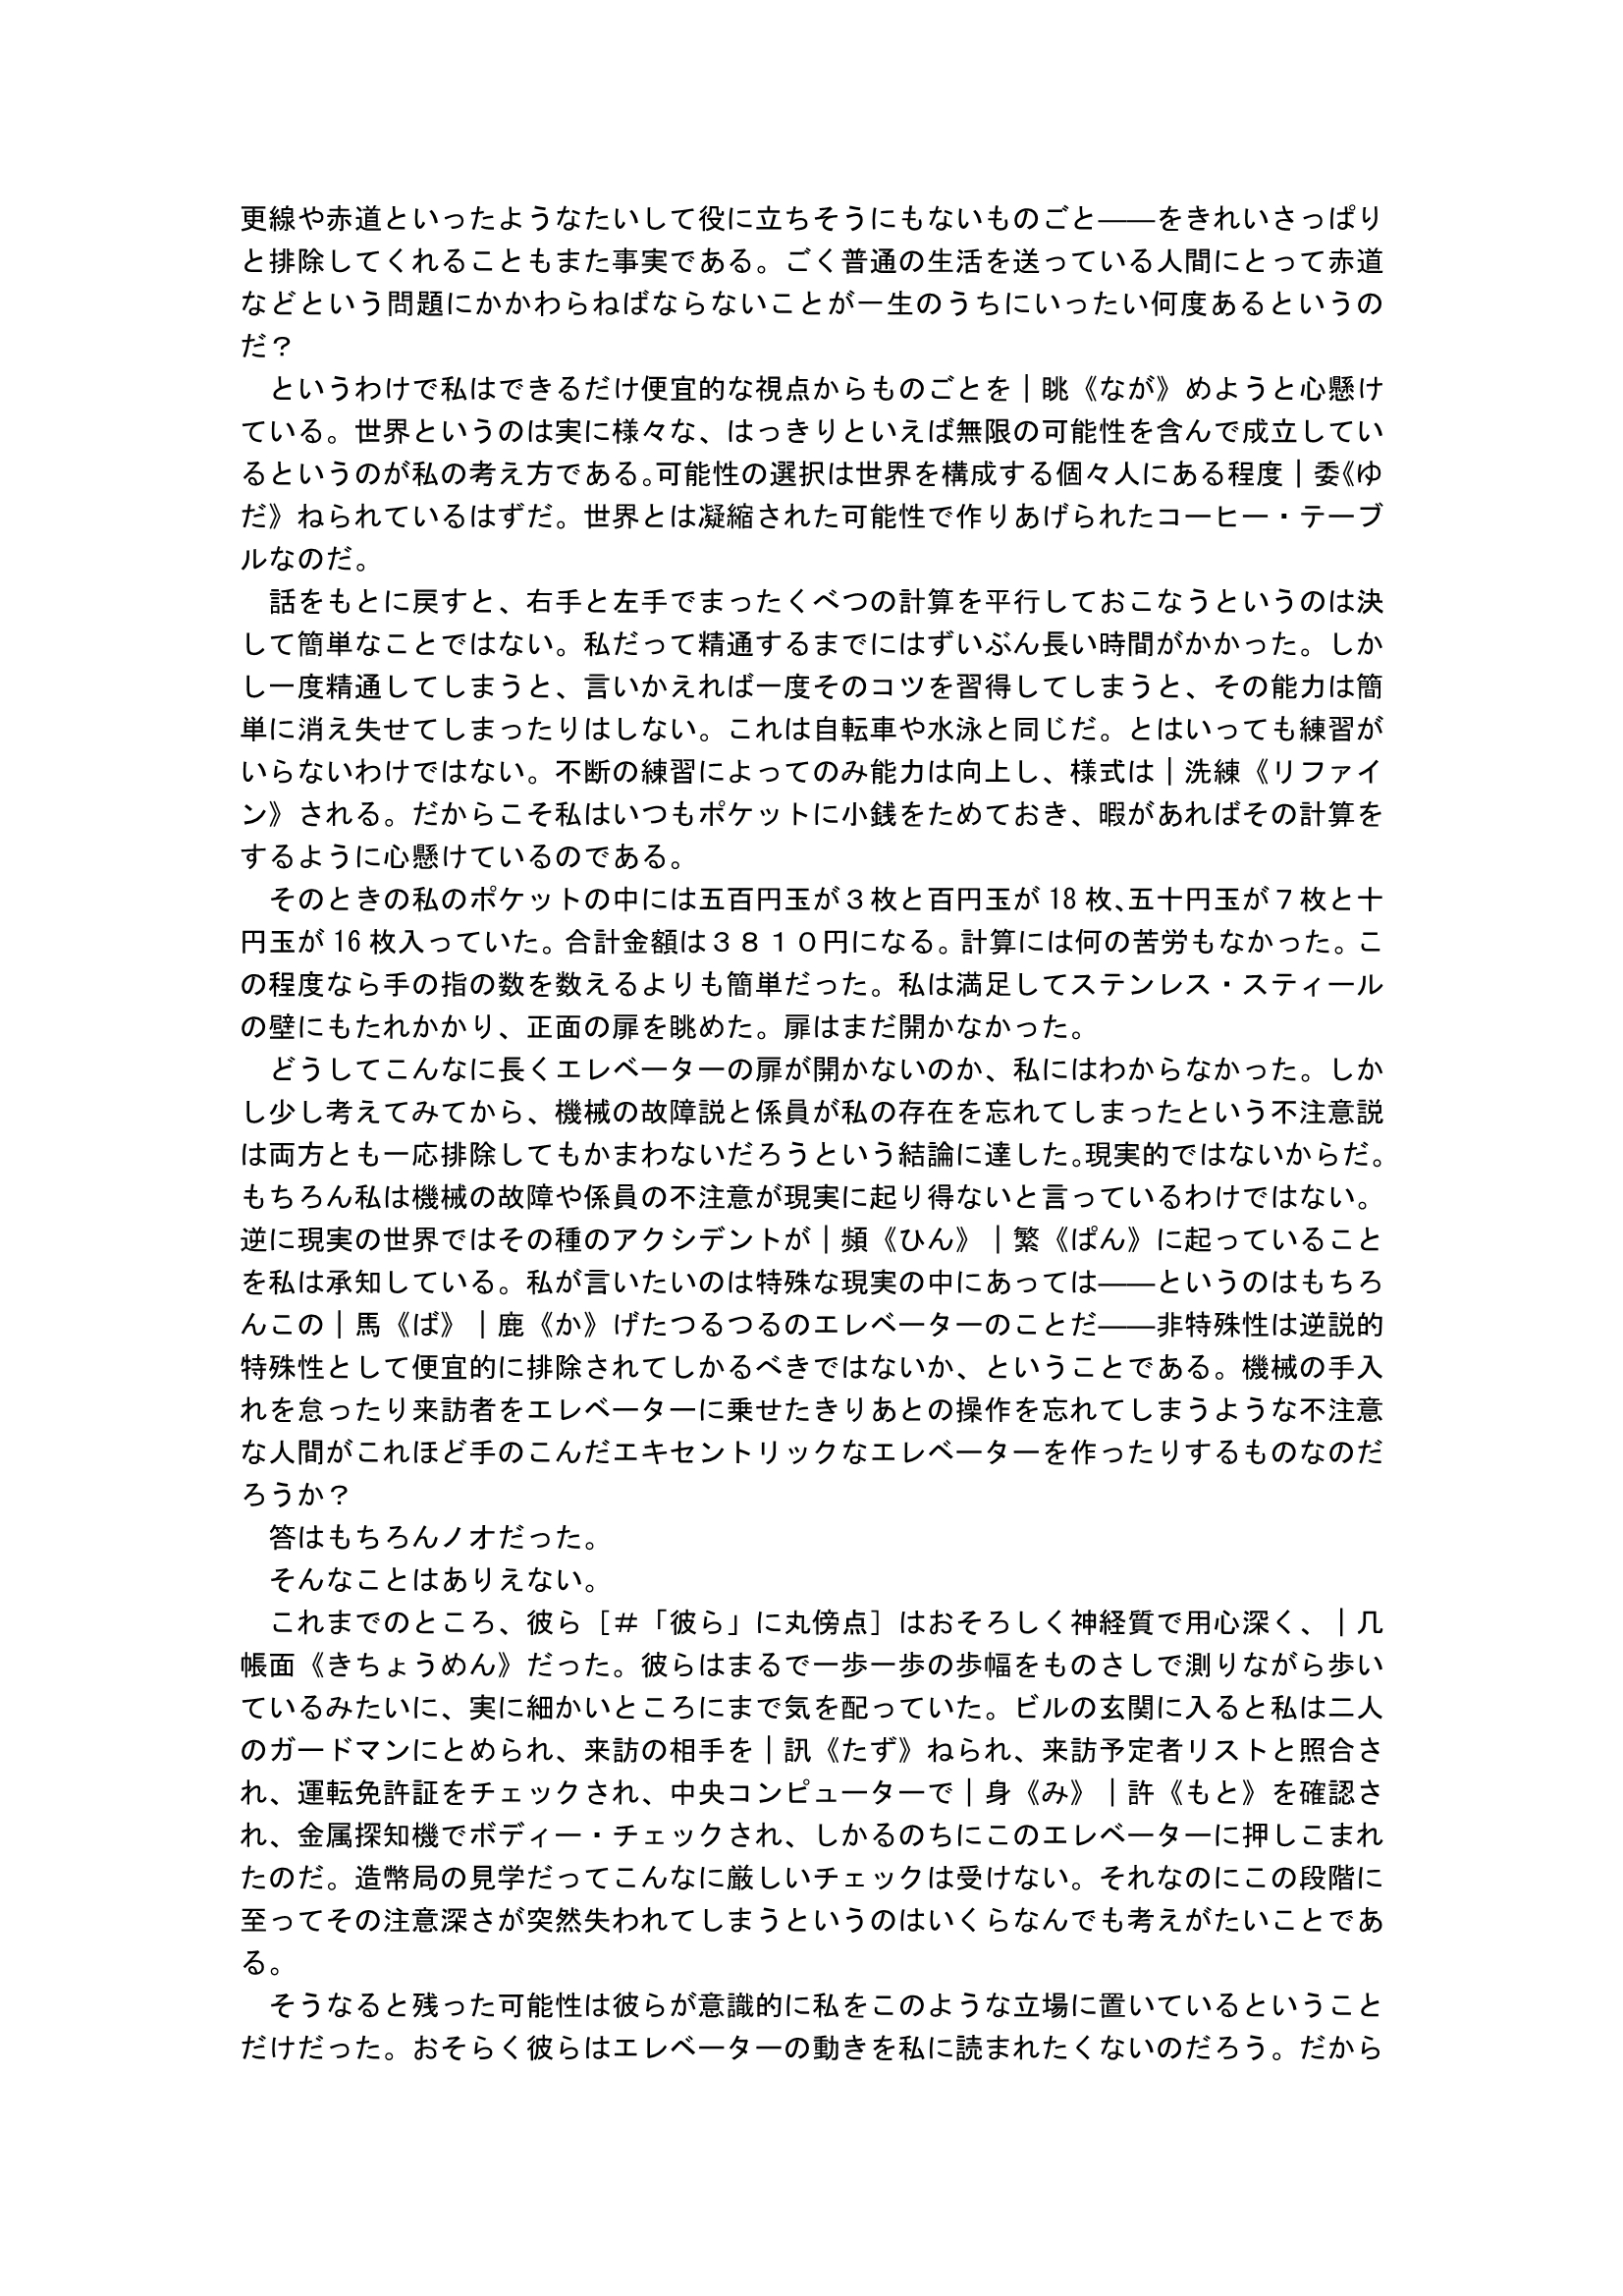 更線や赤道といったようなたいして役に立ちそうにもないものごと――をきれいさっぱり
と排除してくれることもまた事実である。ごく普通の生活を送っている人間にとって赤道
などという問題にかかわらねばならないことが一生のうちにいったい何度あるというの
だ？
　というわけで私はできるだけ便宜的な視点からものごとを｜眺《なが》めようと心懸け
ている。世界というのは実に様々な、はっきりといえば無限の可能性を含んで成立してい
るというのが私の考え方である。可能性の選択は世界を構成する個々人にある程度｜委《ゆ
だ》ねられているはずだ。世界とは凝縮された可能性で作りあげられたコーヒー・テーブ
ルなのだ。
　話をもとに戻すと、右手と左手でまったくべつの計算を平行しておこなうというのは決
して簡単なことではない。私だって精通するまでにはずいぶん長い時間がかかった。しか
し一度精通してしまうと、言いかえれば一度そのコツを習得してしまうと、その能力は簡
単に消え失せてしまったりはしない。これは自転車や水泳と同じだ。とはいっても練習が
いらないわけではない。不断の練習によってのみ能力は向上し、様式は｜洗練《リファイ
ン》される。だからこそ私はいつもポケットに小銭をためておき、暇があればその計算を
するように心懸けているのである。
　そのときの私のポケットの中には五百円玉が３枚と百円玉が 18 枚、五十円玉が７枚と十
円玉が 16 枚入っていた。合計金額は３８１０円になる。計算には何の苦労もなかった。こ
の程度なら手の指の数を数えるよりも簡単だった。私は満足してステンレス・スティール
の壁にもたれかかり、正面の扉を眺めた。扉はまだ開かなかった。
　どうしてこんなに長くエレベーターの扉が開かないのか、私にはわからなかった。しか
し少し考えてみてから、機械の故障説と係員が私の存在を忘れてしまったという不注意説
は両方とも一応排除してもかまわないだろうという結論に達した。現実的ではないからだ。
もちろん私は機械の故障や係員の不注意が現実に起り得ないと言っているわけではない。
逆に現実の世界ではその種のアクシデントが｜頻《ひん》｜繁《ぱん》に起っていること
を私は承知している。私が言いたいのは特殊な現実の中にあっては――というのはもちろ
んこの｜馬《ば》｜鹿《か》げたつるつるのエレベーターのことだ――非特殊性は逆説的
特殊性として便宜的に排除されてしかるべきではないか、ということである。機械の手入
れを怠ったり来訪者をエレベーターに乗せたきりあとの操作を忘れてしまうような不注意
な人間がこれほど手のこんだエキセントリックなエレベーターを作ったりするものなのだ
ろうか？
　答はもちろんノオだった。
　そんなことはありえない。
　これまでのところ、彼ら［＃「彼ら」に丸傍点］はおそろしく神経質で用心深く、｜几
帳面《きちょうめん》だった。彼らはまるで一歩一歩の歩幅をものさしで測りながら歩い
ているみたいに、実に細かいところにまで気を配っていた。ビルの玄関に入ると私は二人
のガードマンにとめられ、来訪の相手を｜訊《たず》ねられ、来訪予定者リストと照合さ
れ、運転免許証をチェックされ、中央コンピューターで｜身《み》｜許《もと》を確認さ
れ、金属探知機でボディー・チェックされ、しかるのちにこのエレベーターに押しこまれ
たのだ。造幣局の見学だってこんなに厳しいチェックは受けない。それなのにこの段階に
至ってその注意深さが突然失われてしまうというのはいくらなんでも考えがたいことであ
る。
　そうなると残った可能性は彼らが意識的に私をこのような立場に置いているということ
だけだった。おそらく彼らはエレベーターの動きを私に読まれたくないのだろう。だから